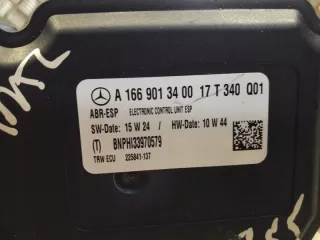 A 166 901 34 00 17 T 340 Q01
ABR-ESP ELECTRONIC CONTROL UNIT ESP
SW-Date: 15 W 24 / HW-Date: 10 W 44
(T) BNPHI33970579
TRW ECU 225841-137